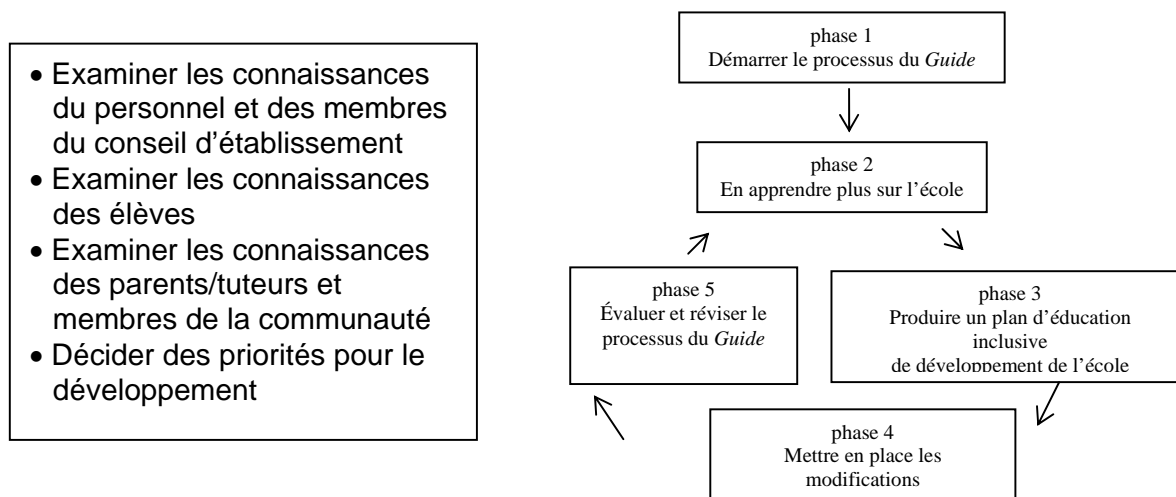 • Examiner les connaissances
du personnel et des membres
du conseil d’établissement
• Examiner les connaissances
des élèves
• Examiner les connaissances
des parents/tuteurs et
membres de la communauté
• Décider des priorités pour le
développement
phase 1
Démarrer le processus du Guide
phase 2
En apprendre plus sur l’école
phase 5
Évaluer et réviser le
processus du Guide
phase 3
Produire un plan d’éducation
inclusive
de développement de l’école
phase 4
Mettre en place les
modifications